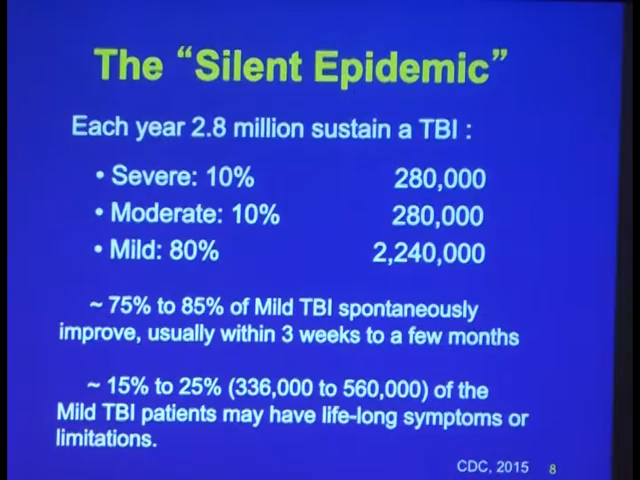 The “Silent Epidemic”
Each year 2.8 million sustain a TBI :
• Severe: 10% 280,000
• Moderate: 10% 280,000
• Mild: 80% 2,240,000
~ 75% to 85% of Mild TBI spontaneously
improve, usually within 3 weeks to a few months
~ 15% to 25% (336,000 to 560,000) of the
Mild TBI patients may have life-long symptoms or
limitations.
CDC, 2015 8